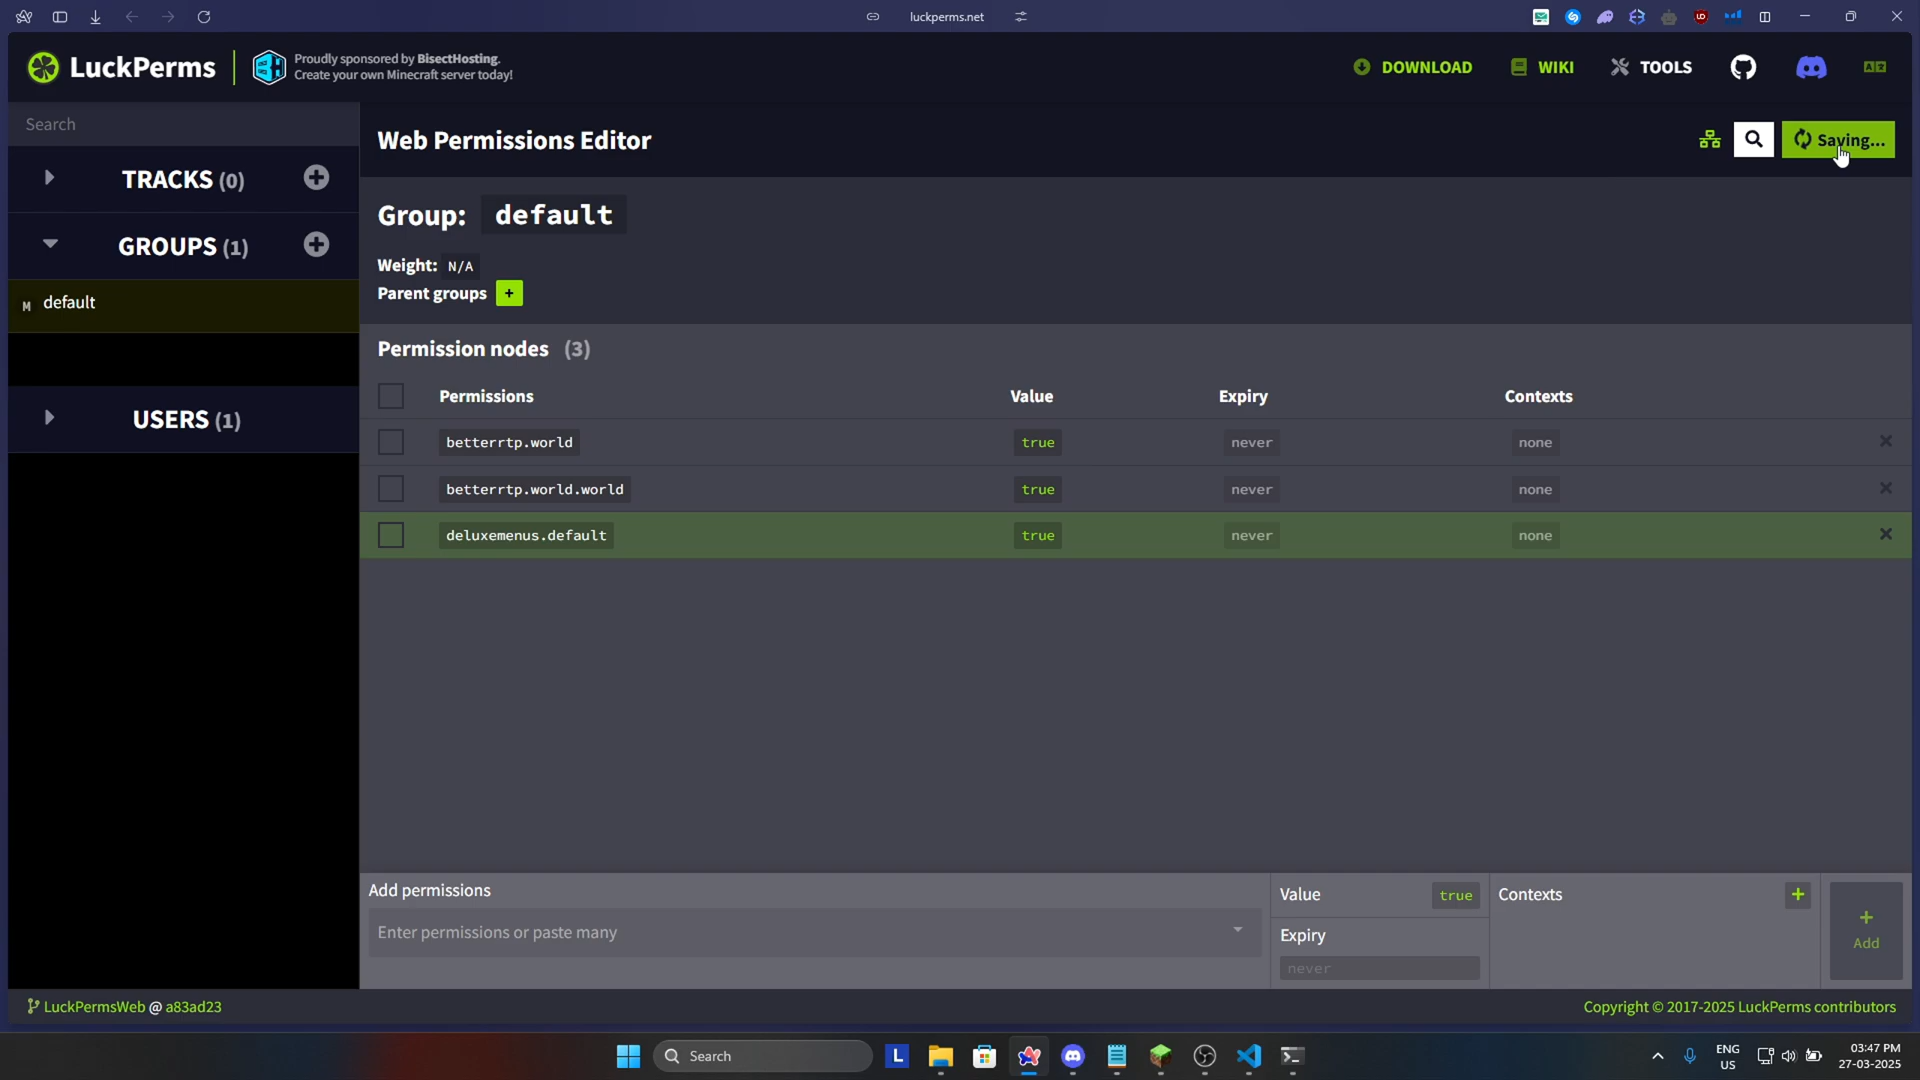 luckperms.net
LuckPerms
Proudly sponsored by BisectHosting.
Create your own Minecraft server today!
DOWNLOAD
WIKI
TOOLS
Search
TRACKS (0)
GROUPS (1)
M default
USERS (1)
Web Permissions Editor
Saving...
Group: default
Weight: N/A
Parent groups +
Permission nodes (3)
Permissions Value Expiry Contexts
betterrtp.world true never none
betterrtp.world.world true never none
deluxemenus.default true never none
Add permissions
Enter permissions or paste many
Value true
Expiry
never
Contexts +
+
Add
LuckPermsWeb @ a83ad23
Copyright © 2017-2025 LuckPerms contributors
Search
L
ENG
US
03:47 PM
27-03-2025